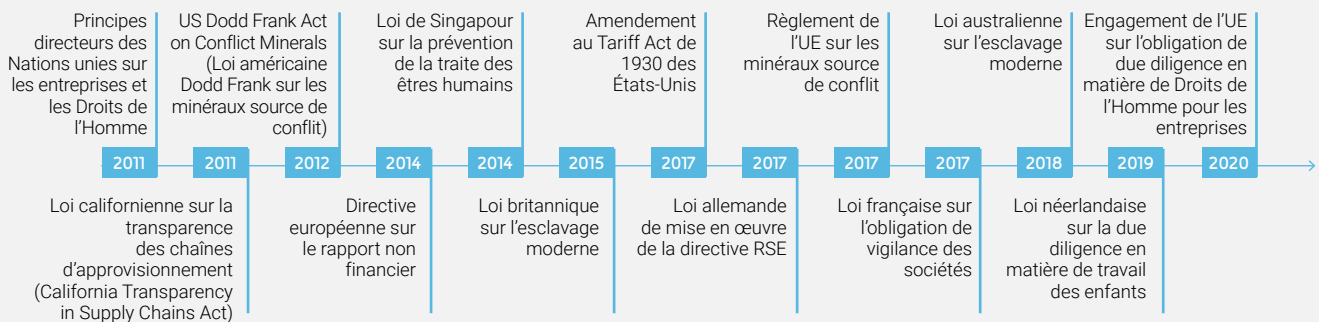 Principes
directeurs des
Nations unies sur
les entreprises et
les Droits de
l’Homme
US Dodd Frank Act
on Conflict Minerals
(Loi américaine
Dodd Frank sur les
minéraux source de
conflit)
Loi de Singapour
sur la prévention
de la traite des
êtres humains
Amendement
au Tariff Act de
1930 des
États-Unis
Règlement de
l’UE sur les
minéraux source
de conflit
Loi australienne
sur l’esclavage
moderne
Engagement de l’UE
sur l’obligation de
due diligence en
matière de Droits de
l’Homme pour les
entreprises
2011 2011 2012 2014 2014 2015 2017 2017 2017 2017 2018 2019 2020
Loi californienne sur la
transparence
des chaînes
d’approvisionnement
(California Transparency
in Supply Chains Act)
Directive
européenne sur
le rapport non
financier
Loi britannique
sur l’esclavage
moderne
Loi allemande
de mise en œuvre
de la directive RSE
Loi française sur
l’obligation de
vigilance des
sociétés
Loi néerlandaise
sur la due
diligence en
matière de travail
des enfants